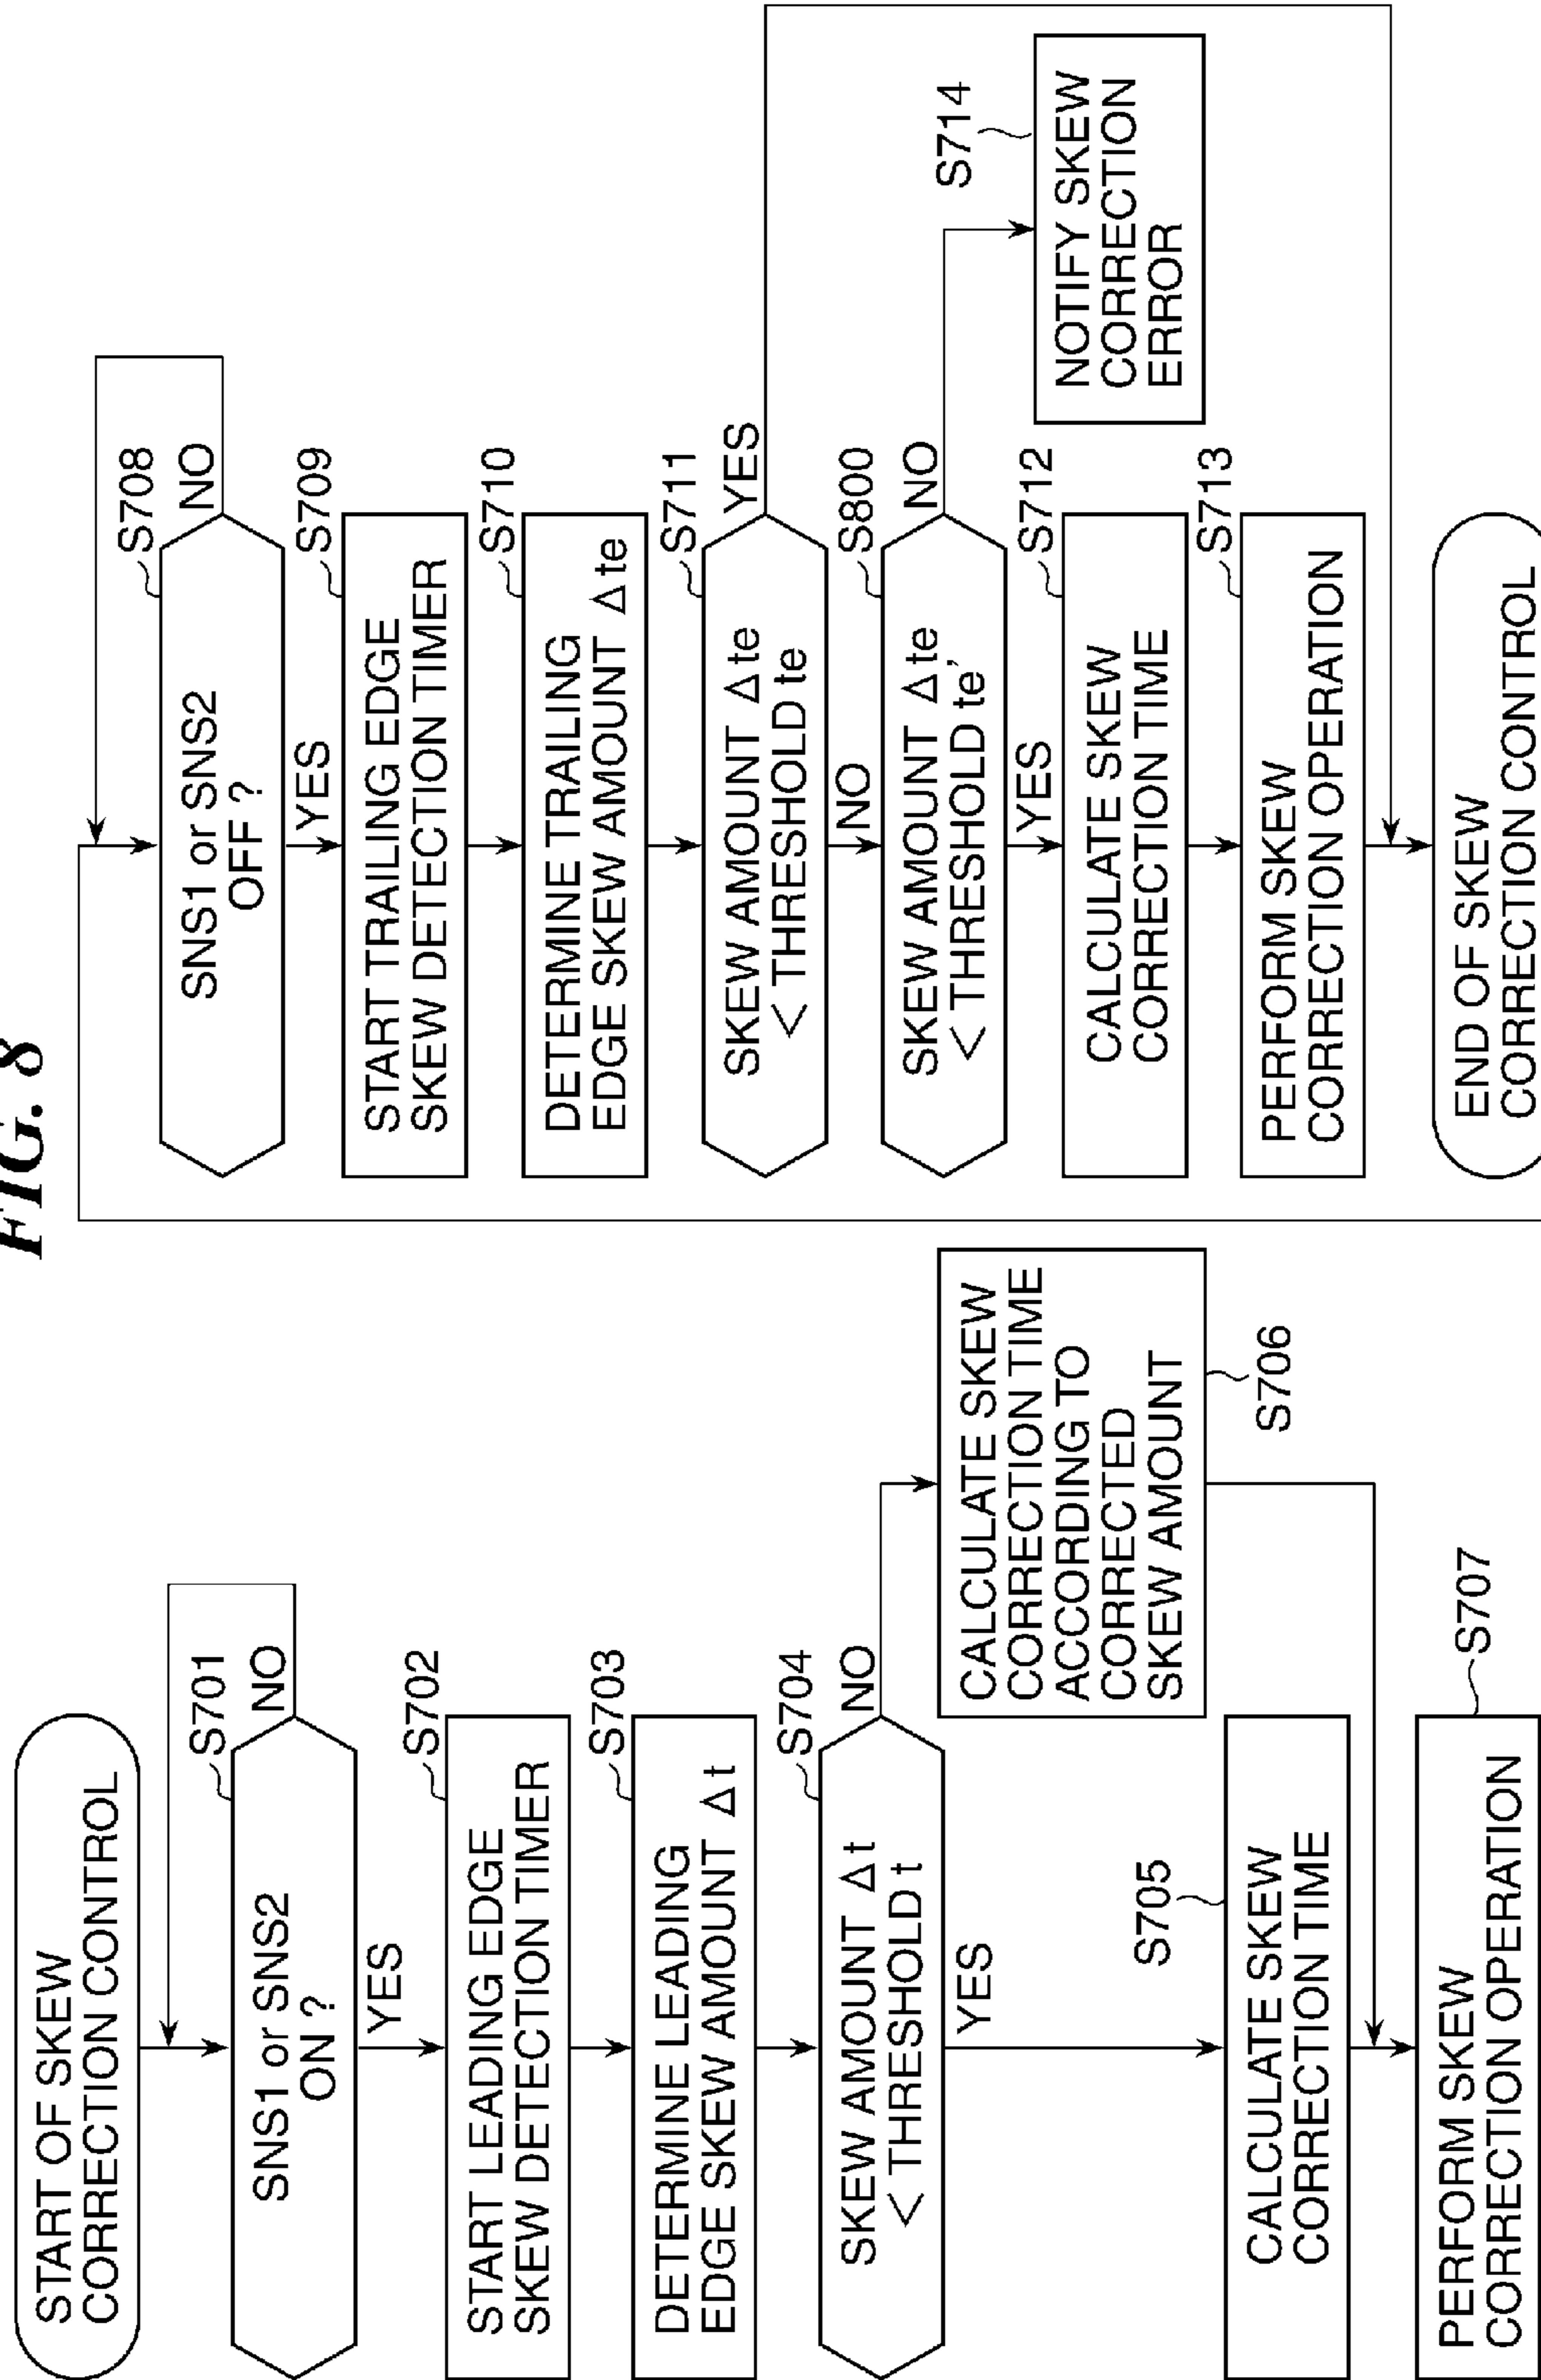 FIG. 8
START OF SKEW
CORRECTION CONTROL
S701
SNS1 or SNS2
ON ?
NO
YES
S702
START LEADING EDGE
SKEW DETECTION TIMER
S703
DETERMINE LEADING
EDGE SKEW AMOUNT Δt
S704
SKEW AMOUNT Δt
< THRESHOLD t
NO
YES
S705
CALCULATE SKEW
CORRECTION TIME
CALCULATE SKEW
CORRECTION TIME
ACCORDING TO
CORRECTED
SKEW AMOUNT
S706
S707
PERFORM SKEW
CORRECTION OPERATION
S708
SNS1 or SNS2
OFF ?
NO
YES
S709
START TRAILING EDGE
SKEW DETECTION TIMER
S710
DETERMINE TRAILING
EDGE SKEW AMOUNT Δte
S711
SKEW AMOUNT Δte
< THRESHOLD te
YES
NO
S800
SKEW AMOUNT Δte
< THRESHOLD te'
NO
YES
S714
NOTIFY SKEW
CORRECTION
ERROR
S712
CALCULATE SKEW
CORRECTION TIME
S713
PERFORM SKEW
CORRECTION OPERATION
END OF SKEW
CORRECTION CONTROL